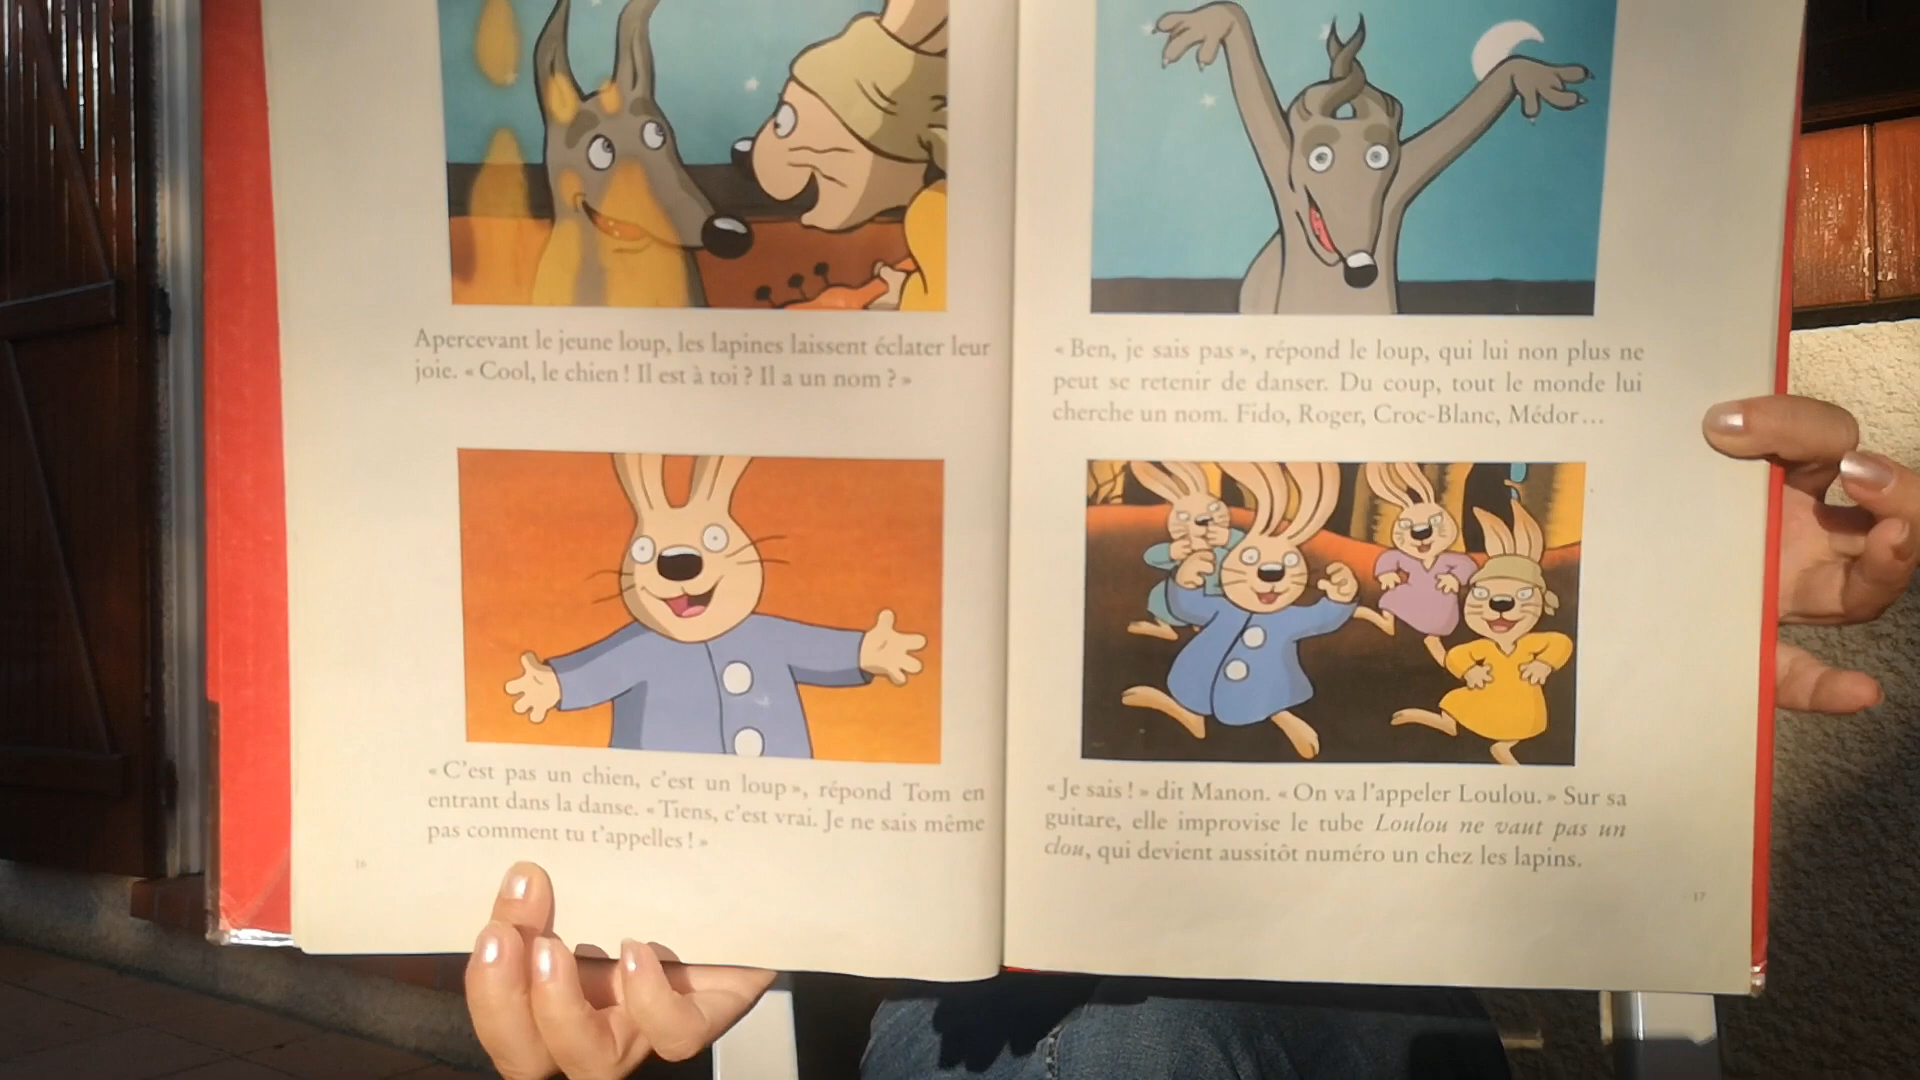 Apercevant le jeune loup, les lapines laissent éclater leur
joie. « Cool, le chien ! Il est à toi ? Il a un nom ? »
« C'est pas un chien, c'est un loup », répond Tom en
entrant dans la danse. « Tiens, c'est vrai. Je ne sais même
pas comment tu t'appelles ! »
16
« Ben, je sais pas », répond le loup, qui lui non plus ne
peut se retenir de danser. Du coup, tout le monde lui
cherche un nom. Fido, Roger, Croc-Blanc, Médor…
« Je sais ! » dit Manon. « On va l'appeler Loulou. » Sur sa
guitare, elle improvise le tube Loulou ne vaut pas un
clou, qui devient aussitôt numéro un chez les lapins.
17